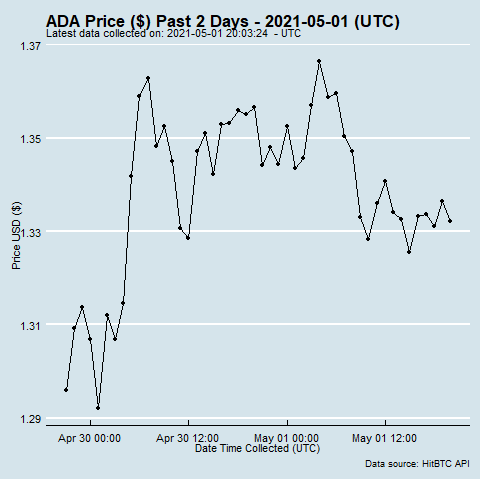 ADA Price ($) Past 2 Days - 2021-05-01 (UTC)
Latest data collected on: 2021-05-01 20:03:24  - UTC
1.37
1.35
1.33
1.31
1.29
Price USD ($)
Apr 30 00:00 Apr 30 12:00 May 01 00:00 May 01 12:00
Date Time Collected (UTC)
Data source: HitBTC API